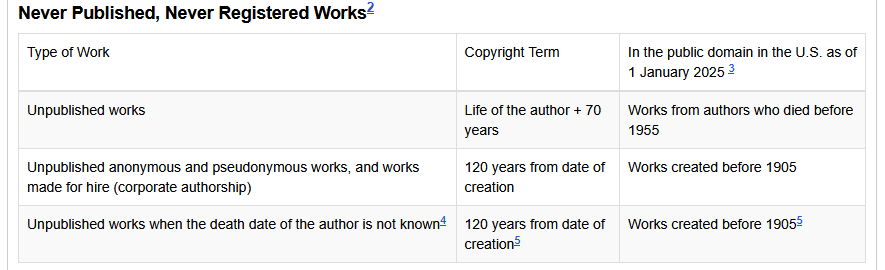 Never Published, Never Registered Works2
Type of Work
Copyright Term
In the public domain in the U.S. as of
1 January 2025 3
Unpublished works
Life of the author + 70
years
Works from authors who died before
1955
Unpublished anonymous and pseudonymous works, and works
made for hire (corporate authorship)
120 years from date of
creation
Works created before 1905
Unpublished works when the death date of the author is not known4
120 years from date of
creation5
Works created before 19055